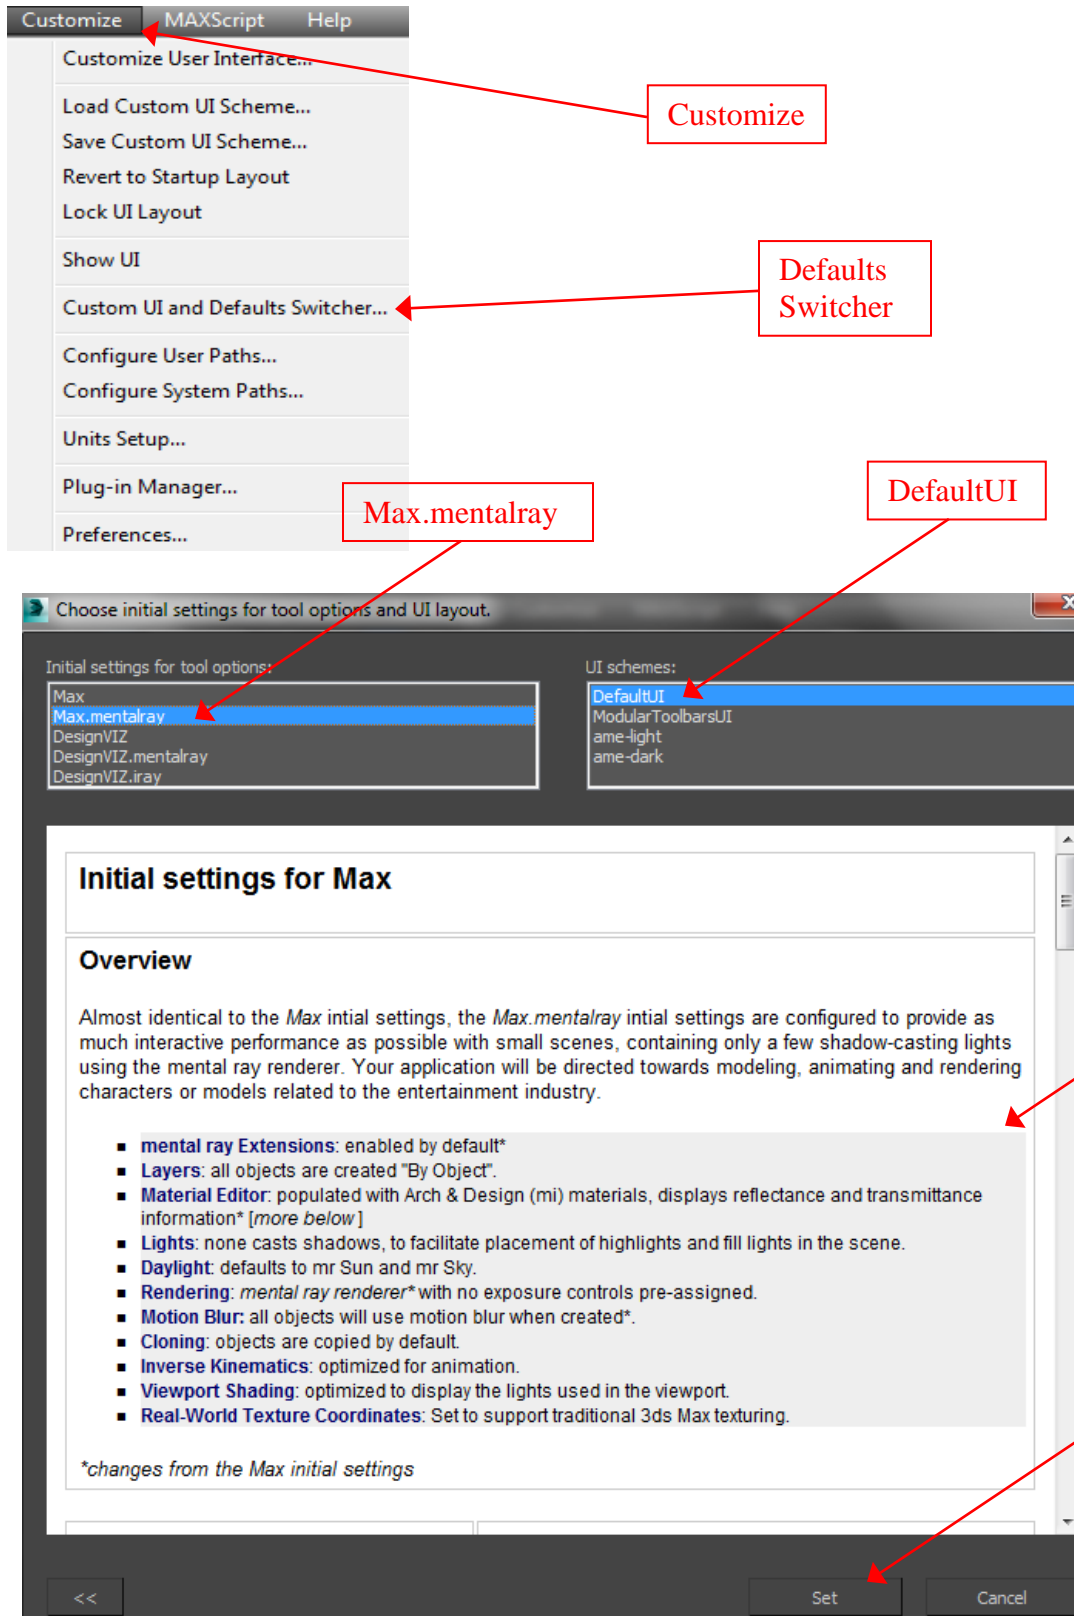 Customize MAXScript Help
Customize User Interface...
Customize
Load Custom UI Scheme...
Save Custom UI Scheme...
Revert to Startup Layout
Lock UI Layout
Show UI
Defaults
Switcher
Custom UI and Defaults Switcher...
Configure User Paths...
Configure System Paths...
Units Setup...
Plug-in Manager...
Preferences...
Max.mentalray
DefaultUI
Choose initial settings for tool options and UI layout.
Initial settings for tool options:
Max
Max.mentalray
DesignVIZ
DesignVIZ.mentalray
DesignVIZ.iray
UI schemes:
DefaultUI
ModularToolbarsUI
ame-light
ame-dark
Initial settings for Max
Overview
Almost identical to the Max intial settings, the Max.mentalray intial settings are configured to provide as
much interactive performance as possible with small scenes, containing only a few shadow-casting lights
using the mental ray renderer. Your application will be directed towards modeling, animating and rendering
characters or models related to the entertainment industry.
■ mental ray Extensions: enabled by default*
■ Layers: all objects are created "By Object".
■ Material Editor: populated with Arch & Design (mi) materials, displays reflectance and transmittance
information* [more below ]
■ Lights: none casts shadows, to facilitate placement of highlights and fill lights in the scene.
■ Daylight: defaults to mr Sun and mr Sky.
■ Rendering: mental ray renderer* with no exposure controls pre-assigned.
■ Motion Blur: all objects will use motion blur when created*.
■ Cloning: objects are copied by default.
■ Inverse Kinematics: optimized for animation.
■ Viewport Shading: optimized to display the lights used in the viewport.
■ Real-World Texture Coordinates: Set to support traditional 3ds Max texturing.
*changes from the Max initial settings
<< Set Cancel